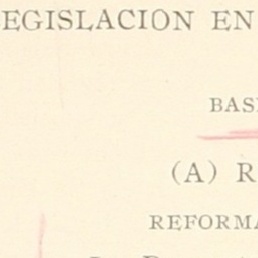 EGISLACION EN
BAS
(A) R
REFORMA